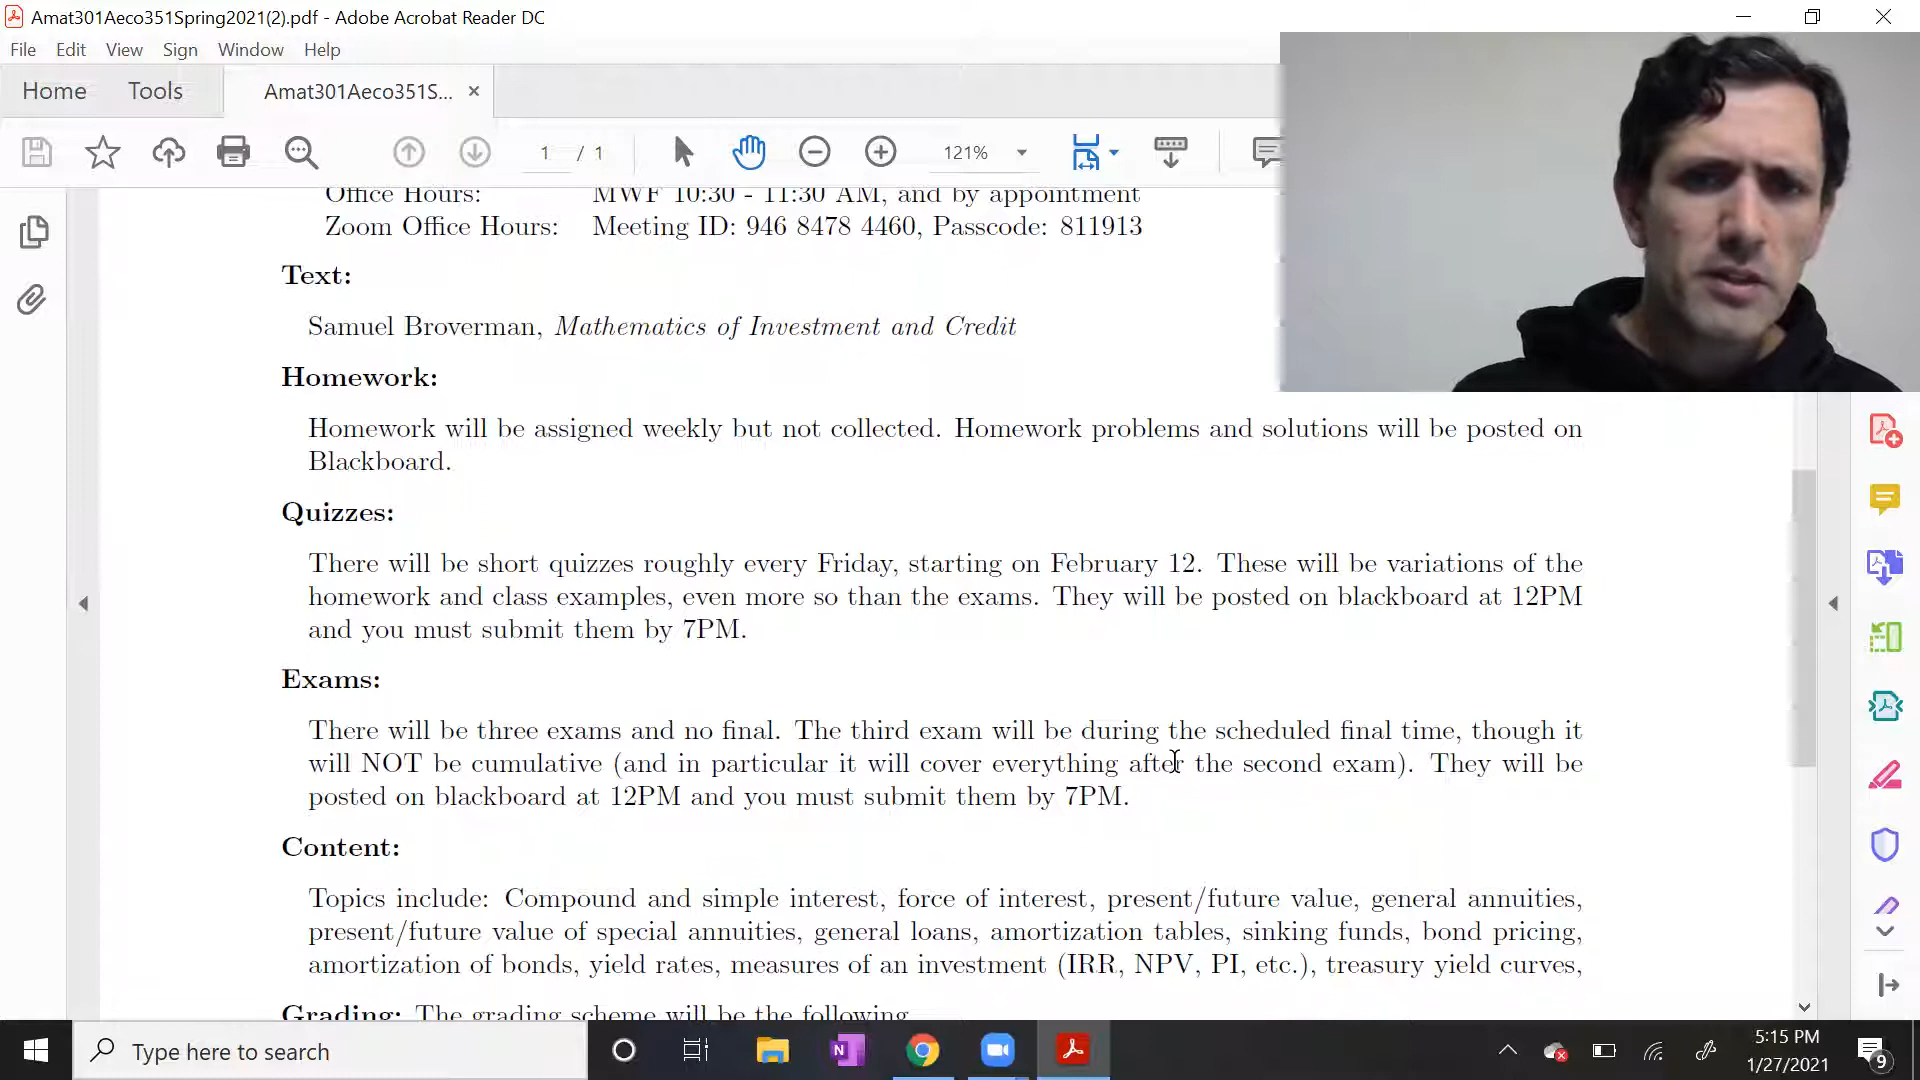 Amat301Aeco351Spring2021(2).pdf - Adobe Acrobat Reader DC
File Edit View Sign Window Help
Home Tools Amat301Aeco351S... ×
1 / 1 121%
Office Hours: MWF 10:30 - 11:30 AM, and by appointment
Zoom Office Hours: Meeting ID: 946 8478 4460, Passcode: 811913
Text:
Samuel Broverman, Mathematics of Investment and Credit
Homework:
Homework will be assigned weekly but not collected. Homework problems and solutions will be posted on
Blackboard.
Quizzes:
There will be short quizzes roughly every Friday, starting on February 12. These will be variations of the
homework and class examples, even more so than the exams. They will be posted on blackboard at 12PM
and you must submit them by 7PM.
Exams:
There will be three exams and no final. The third exam will be during the scheduled final time, though it
will NOT be cumulative (and in particular it will cover everything after the second exam). They will be
posted on blackboard at 12PM and you must submit them by 7PM.
Content:
Topics include: Compound and simple interest, force of interest, present/future value, general annuities,
present/future value of special annuities, general loans, amortization tables, sinking funds, bond pricing,
amortization of bonds, yield rates, measures of an investment (IRR, NPV, PI, etc.), treasury yield curves,
Grading: The grading scheme will be the following
Type here to search
N
5:15 PM
1/27/2021
9